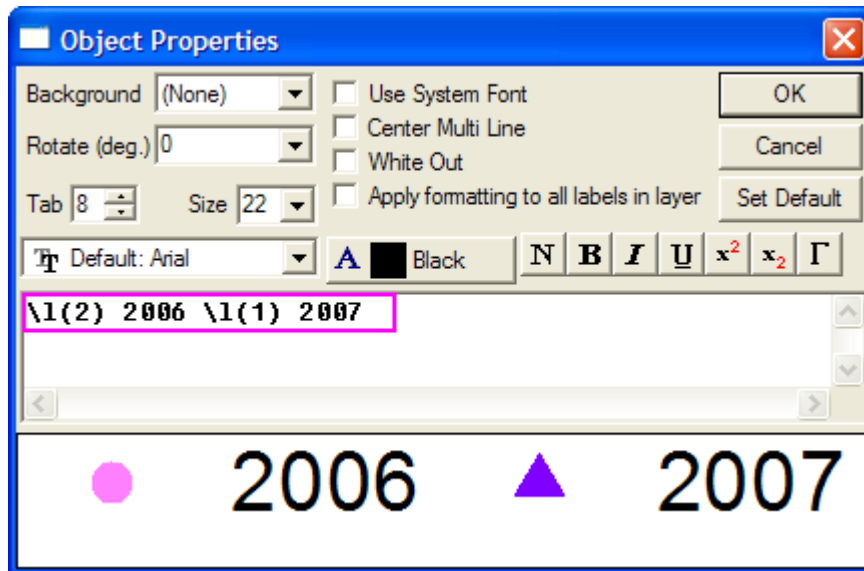 Object Properties
Background (None) Use System Font OK
Center Multi Line
Rotate (deg.) 0 White Out Cancel
Tab 8 Size 22 Apply formatting to all labels in layer Set Default
Default: Arial A Black N B I U x² x₂ Γ
\l(2) 2006 \l(1) 2007
2006 2007